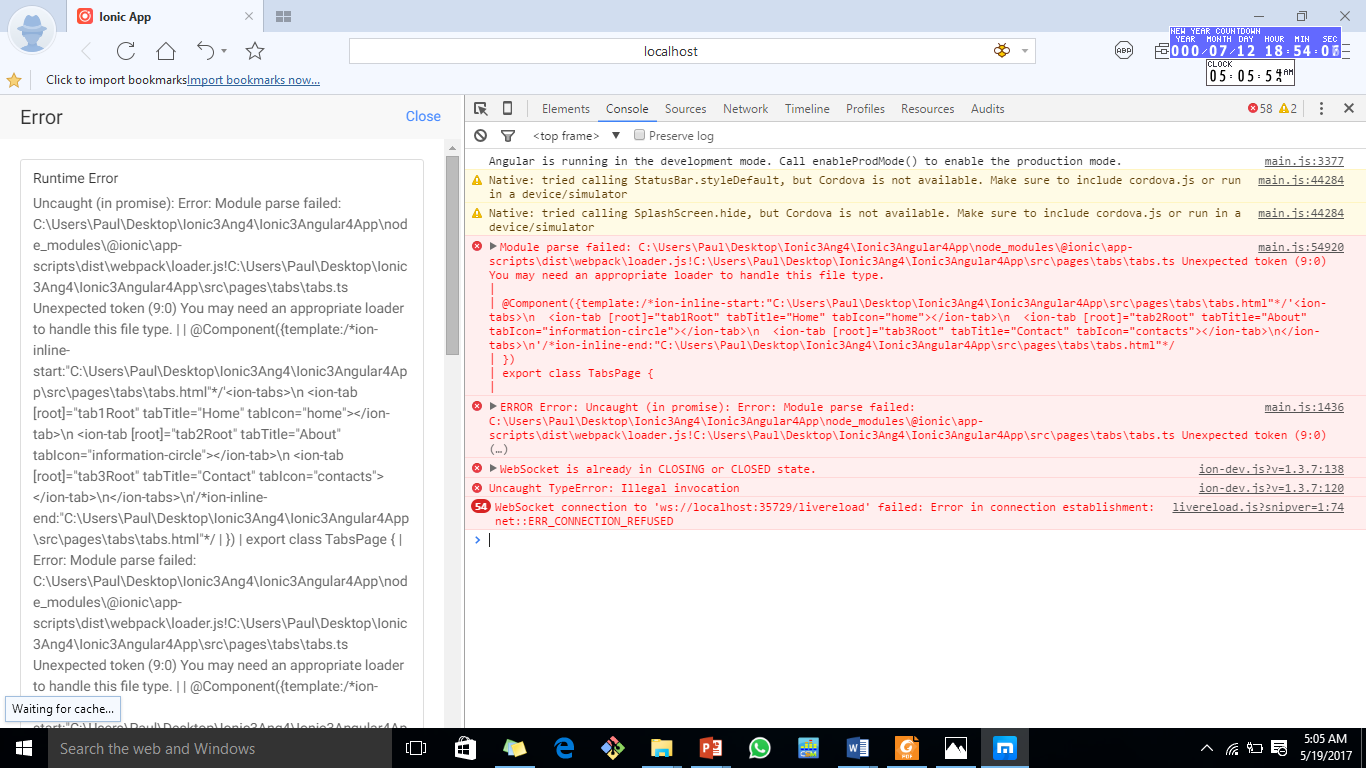 Ionic App
NEW YEAR COUNTDOWN
YEAR MONTH DAY HOUR MIN SEC
000/07/12 18:54:06
localhost
ABP
CLOCK
05:05:54 AM
Click to import bookmarks Import bookmarks now...
Error
Close
Runtime Error
Uncaught (in promise): Error: Module parse failed:
C:\Users\Paul\Desktop\Ionic3Ang4\Ionic3Angular4App\nod
e_modules\@ionic\app-
scripts\dist\webpack\loader.js!C:\Users\Paul\Desktop\Ionic
3Ang4\Ionic3Angular4App\src\pages\tabs\tabs.ts
Unexpected token (9:0) You may need an appropriate loader
to handle this file type. | | @Component({template:/*ion-
inline-
start:"C:\Users\Paul\Desktop\Ionic3Ang4\Ionic3Angular4Ap
p\src\pages\tabs\tabs.html"*/'<ion-tabs>\n <ion-tab
[root]="tab1Root" tabTitle="Home" tabIcon="home"></ion-
tab>\n <ion-tab [root]="tab2Root" tabTitle="About"
tabIcon="information-circle"></ion-tab>\n <ion-tab
[root]="tab3Root" tabTitle="Contact" tabIcon="contacts">
</ion-tab>\n</ion-tabs>\n'/*ion-inline-
end:"C:\Users\Paul\Desktop\Ionic3Ang4\Ionic3Angular4App
\src\pages\tabs\tabs.html"*/ | }) | export class TabsPage { |
Error: Module parse failed:
C:\Users\Paul\Desktop\Ionic3Ang4\Ionic3Angular4App\nod
e_modules\@ionic\app-
scripts\dist\webpack\loader.js!C:\Users\Paul\Desktop\Ionic
3Ang4\Ionic3Angular4App\src\pages\tabs\tabs.ts
Unexpected token (9:0) You may need an appropriate loader
to handle this file type. | | @Component({template:/*ion-
start:"C:\Users\Paul\Desktop\Ionic3Ang4\Ionic3Angular4Ap
Waiting for cache...
Elements Console Sources Network Timeline Profiles Resources Audits
58 2
<top frame> Preserve log
Angular is running in the development mode. Call enableProdMode() to enable the production mode. main.js:3377
Native: tried calling StatusBar.styleDefault, but Cordova is not available. Make sure to include cordova.js or run main.js:44284
in a device/simulator
Native: tried calling SplashScreen.hide, but Cordova is not available. Make sure to include cordova.js or run in a main.js:44284
device/simulator
Module parse failed: C:\Users\Paul\Desktop\Ionic3Ang4\Ionic3Angular4App\node_modules\@ionic\app- main.js:54920
scripts\dist\webpack\loader.js!C:\Users\Paul\Desktop\Ionic3Ang4\Ionic3Angular4App\src\pages\tabs\tabs.ts Unexpected token (9:0)
You may need an appropriate loader to handle this file type.
|
| @Component({template:/*ion-inline-start:"C:\Users\Paul\Desktop\Ionic3Ang4\Ionic3Angular4App\src\pages\tabs\tabs.html"*/'<ion-
tabs>\n <ion-tab [root]="tab1Root" tabTitle="Home" tabIcon="home"></ion-tab>\n <ion-tab [root]="tab2Root" tabTitle="About"
tabIcon="information-circle"></ion-tab>\n <ion-tab [root]="tab3Root" tabTitle="Contact" tabIcon="contacts"></ion-tab>\n</ion-
tabs>\n'/*ion-inline-end:"C:\Users\Paul\Desktop\Ionic3Ang4\Ionic3Angular4App\src\pages\tabs\tabs.html"*/
| })
| export class TabsPage {
|
ERROR Error: Uncaught (in promise): Error: Module parse failed: main.js:1436
C:\Users\Paul\Desktop\Ionic3Ang4\Ionic3Angular4App\node_modules\@ionic\app-
scripts\dist\webpack\loader.js!C:\Users\Paul\Desktop\Ionic3Ang4\Ionic3Angular4App\src\pages\tabs\tabs.ts Unexpected token (9:0)
(…)
WebSocket is already in CLOSING or CLOSED state. ion-dev.js?v=1.3.7:138
Uncaught TypeError: Illegal invocation ion-dev.js?v=1.3.7:120
54 WebSocket connection to 'ws://localhost:35729/livereload' failed: Error in connection establishment: livereload.js?snipver=1:74
net::ERR_CONNECTION_REFUSED
Search the web and Windows
5:05 AM
5/19/2017